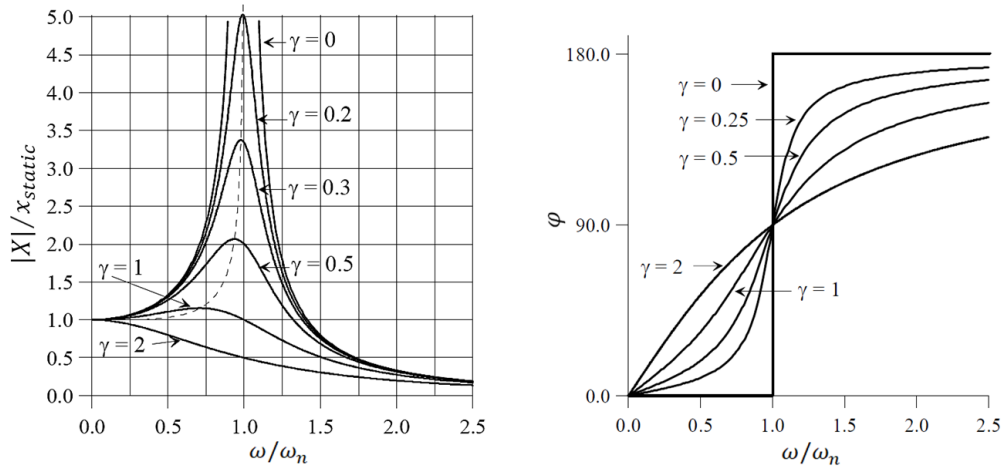 5.0
4.5
4.0
3.5
3.0
2.5
2.0
1.5
1.0
0.5
0.0
|X|/x_static
γ = 0
γ = 0.2
γ = 0.3
γ = 0.5
γ = 1
γ = 2
0.0 0.5 1.0 1.5 2.0 2.5
ω/ω_n
180.0
90.0
0.0
φ
γ = 0
γ = 0.25
γ = 0.5
γ = 2
γ = 1
0.0 0.5 1.0 1.5 2.0 2.5
ω/ω_n